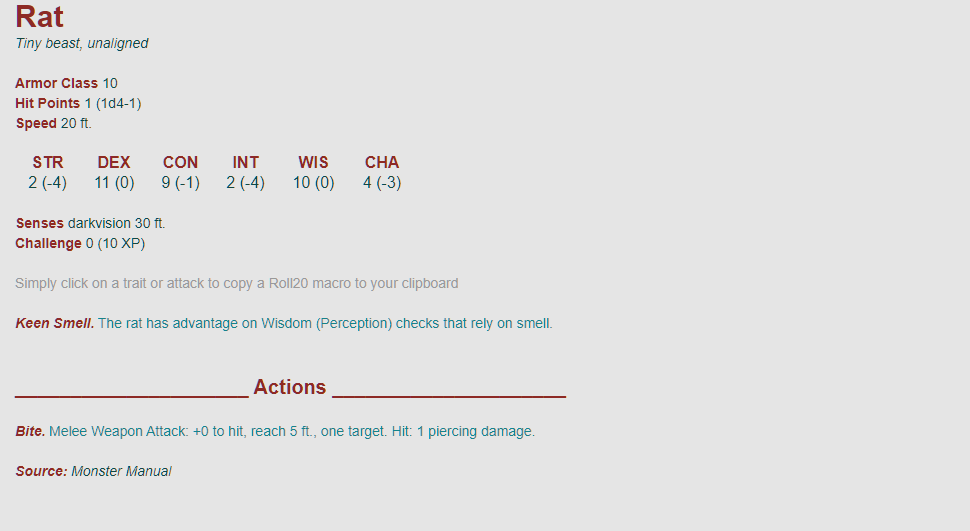 Rat
Tiny beast, unaligned
Armor Class 10
Hit Points 1 (1d4-1)
Speed 20 ft.
STR DEX CON INT WIS CHA
2 (-4) 11 (0) 9 (-1) 2 (-4) 10 (0) 4 (-3)
Senses darkvision 30 ft.
Challenge 0 (10 XP)
Simply click on a trait or attack to copy a Roll20 macro to your clipboard
Keen Smell. The rat has advantage on Wisdom (Perception) checks that rely on smell.
_____________________ Actions _____________________
Bite. Melee Weapon Attack: +0 to hit, reach 5 ft., one target. Hit: 1 piercing damage.
Source: Monster Manual